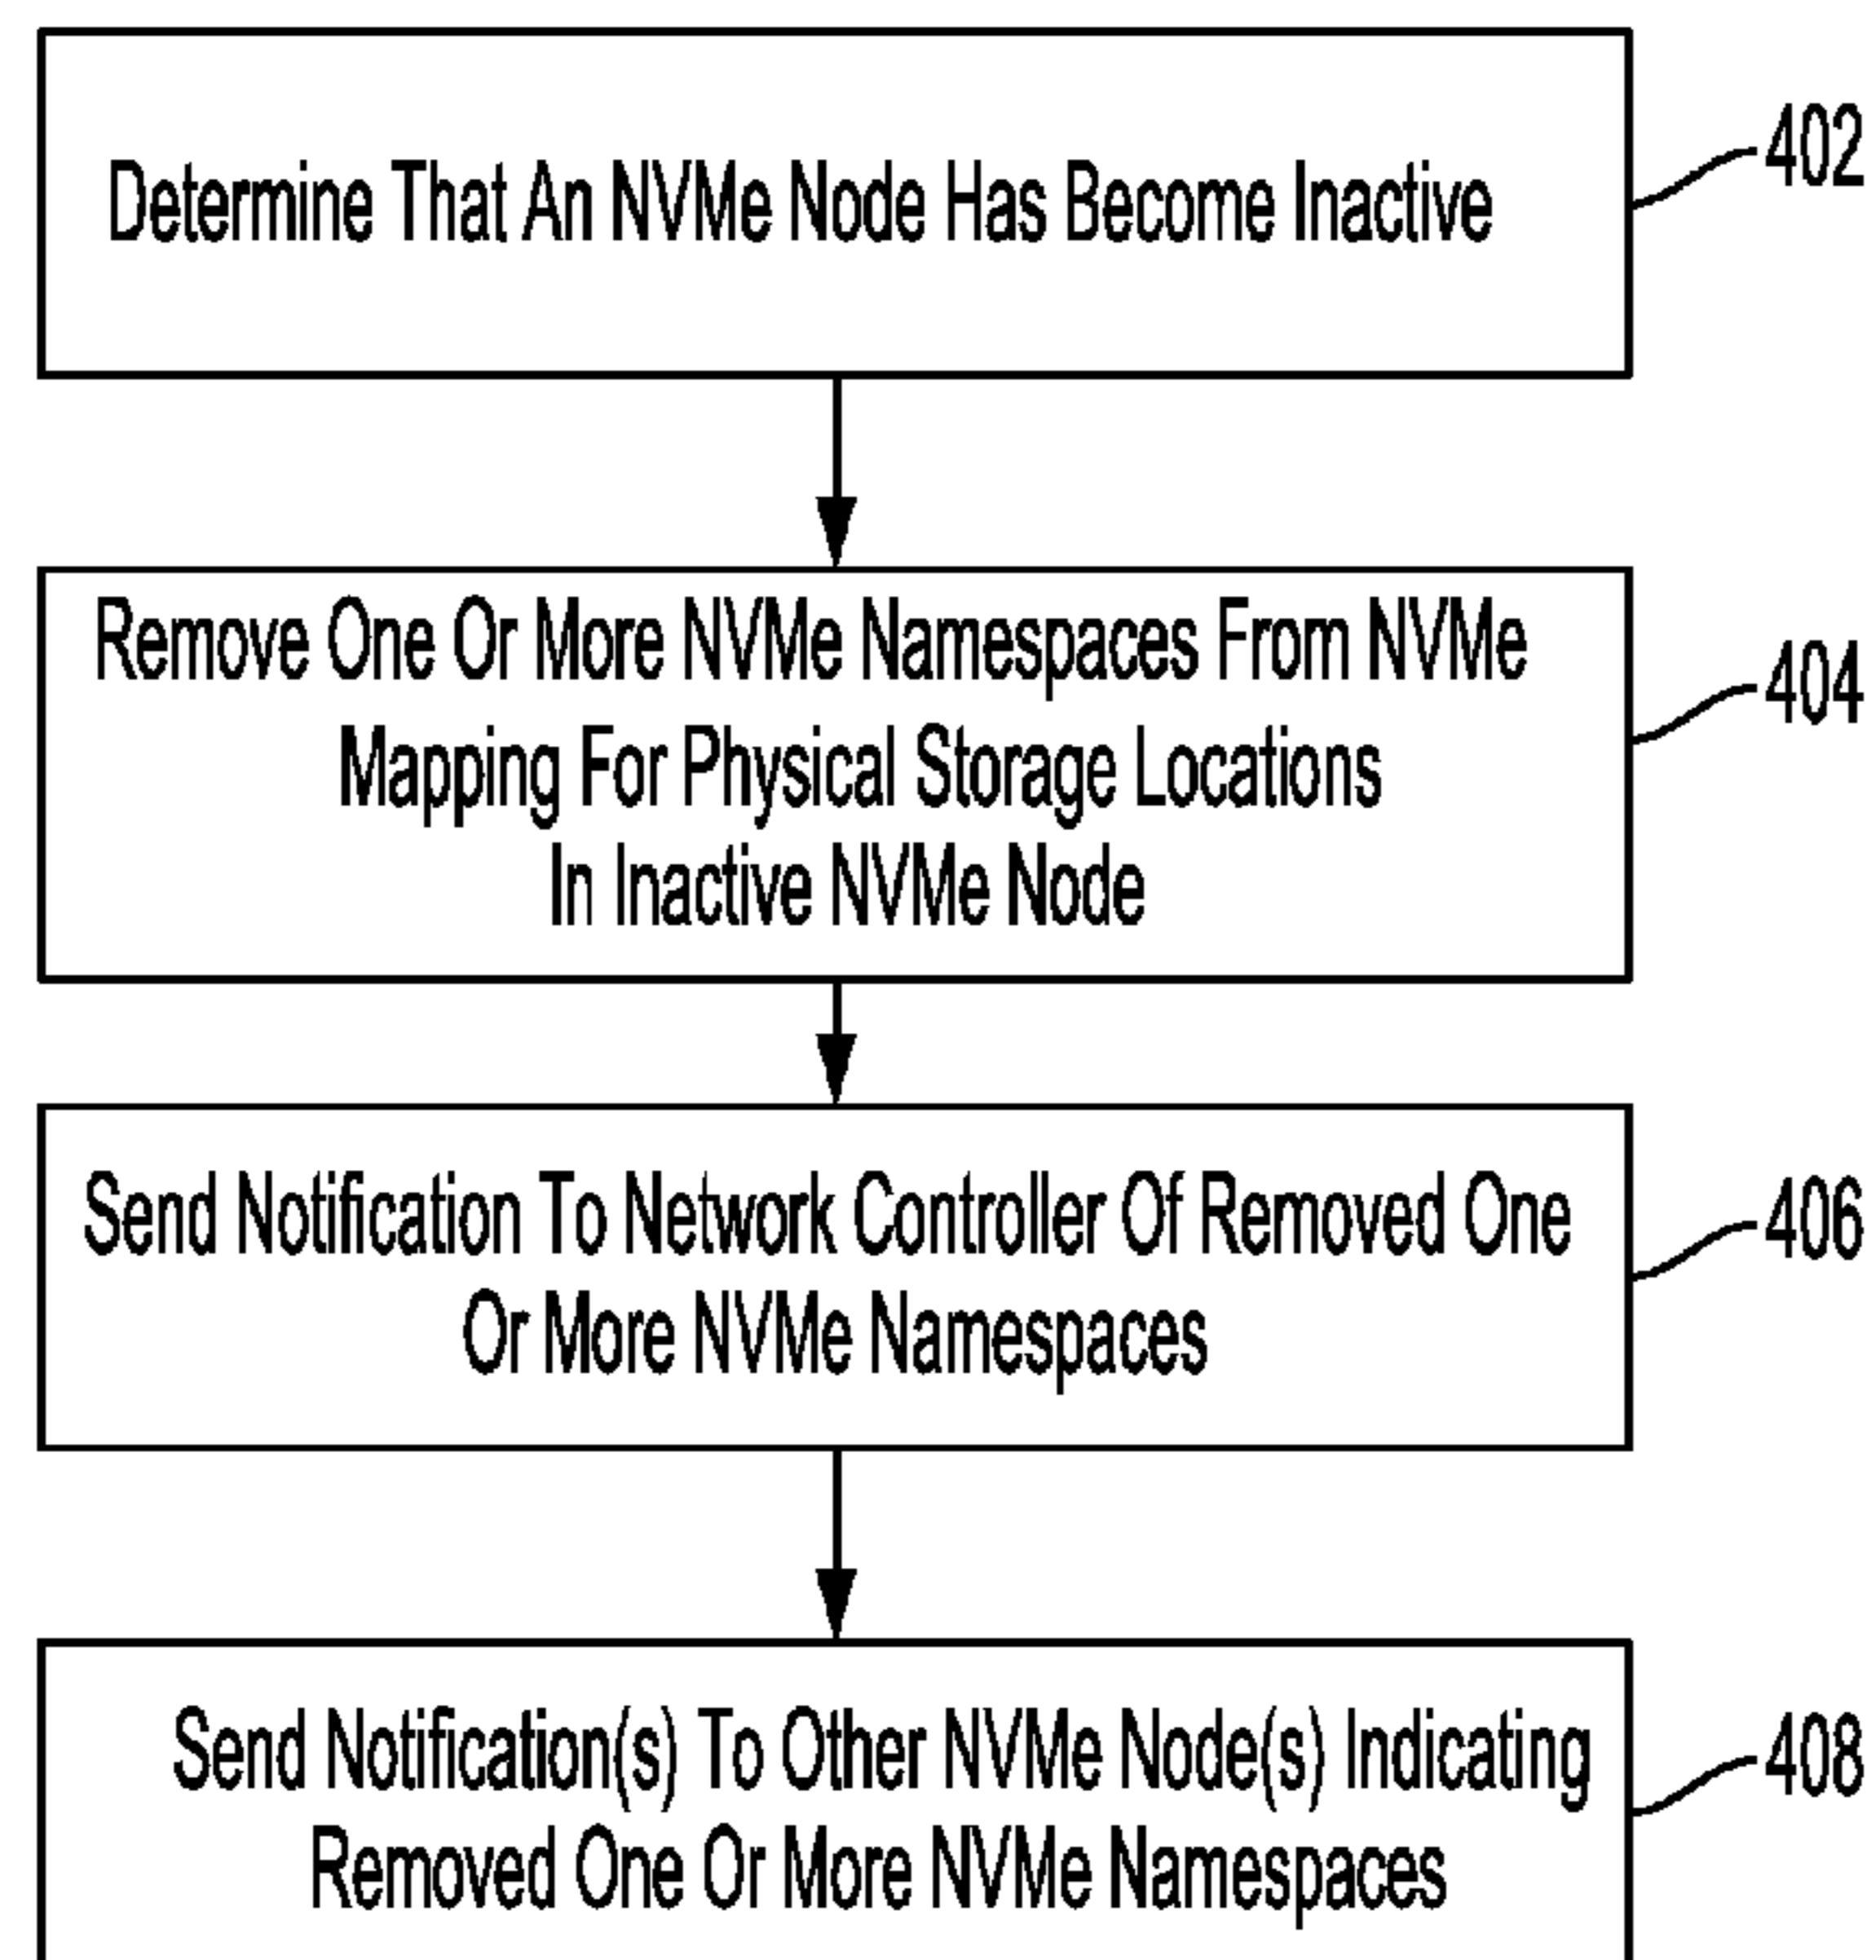 Determine That An NVMe Node Has Become Inactive
402
Remove One Or More NVMe Namespaces From NVMe
Mapping For Physical Storage Locations
In Inactive NVMe Node
404
Send Notification To Network Controller Of Removed One
Or More NVMe Namespaces
406
Send Notification(s) To Other NVMe Node(s) Indicating
Removed One Or More NVMe Namespaces
408